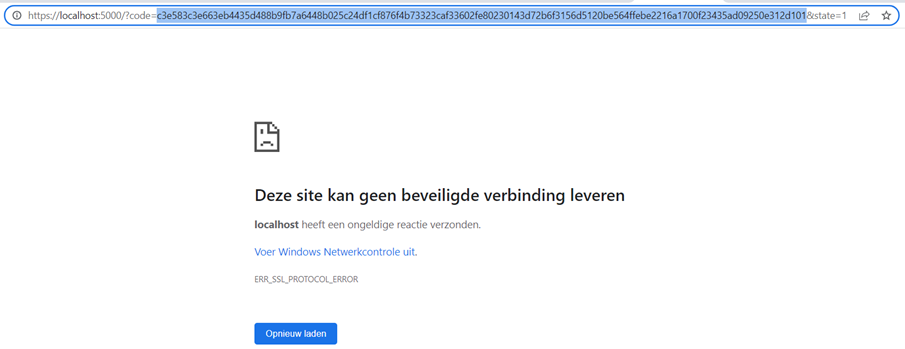 https://localhost:5000/?code=c3e583c3e663eb4435d488b9fb7a6448b025c24df1cf876f4b73323caf33602fe80230143d72b6f3156d5120be564ffebe2216a1700f23435ad09250e312d101&state=1
Deze site kan geen beveiligde verbinding leveren
localhost heeft een ongeldige reactie verzonden.
Voer Windows Netwerkcontrole uit.
ERR_SSL_PROTOCOL_ERROR
Opnieuw laden